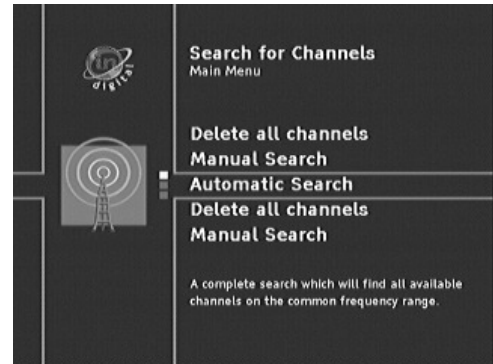 in
digital
Search for Channels
Main Menu
Delete all channels
Manual Search
Automatic Search
Delete all channels
Manual Search
A complete search which will find all available
channels on the common frequency range.